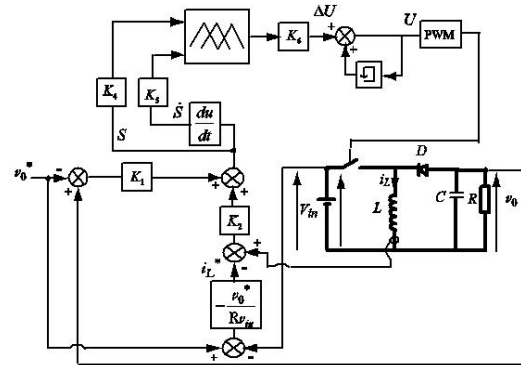 ΔU
U
K₆
PWM
K₄
K₅
Ṡ
du/dt
S
v₀*
-
+
K₁
+
+
K₂
D
i_L
V_in
L
C
R
v₀
+
-
i_L*
- v₀*/Rv_in
+
-
+
+